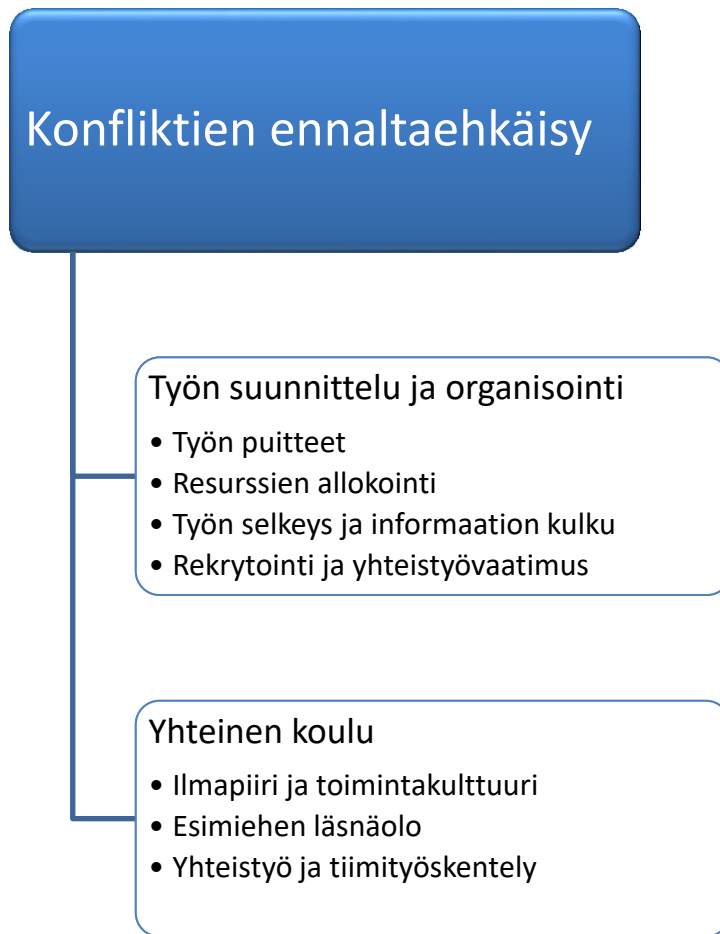 Konfliktien ennaltaehkäisy
Työn suunnittelu ja organisointi
• Työn puitteet
• Resurssien allokointi
• Työn selkeys ja informaation kulku
• Rekrytointi ja yhteistyövaatimus
Yhteinen koulu
• Ilmapiiri ja toimintakulttuuri
• Esimiehen läsnäolo
• Yhteistyö ja tiimityöskentely